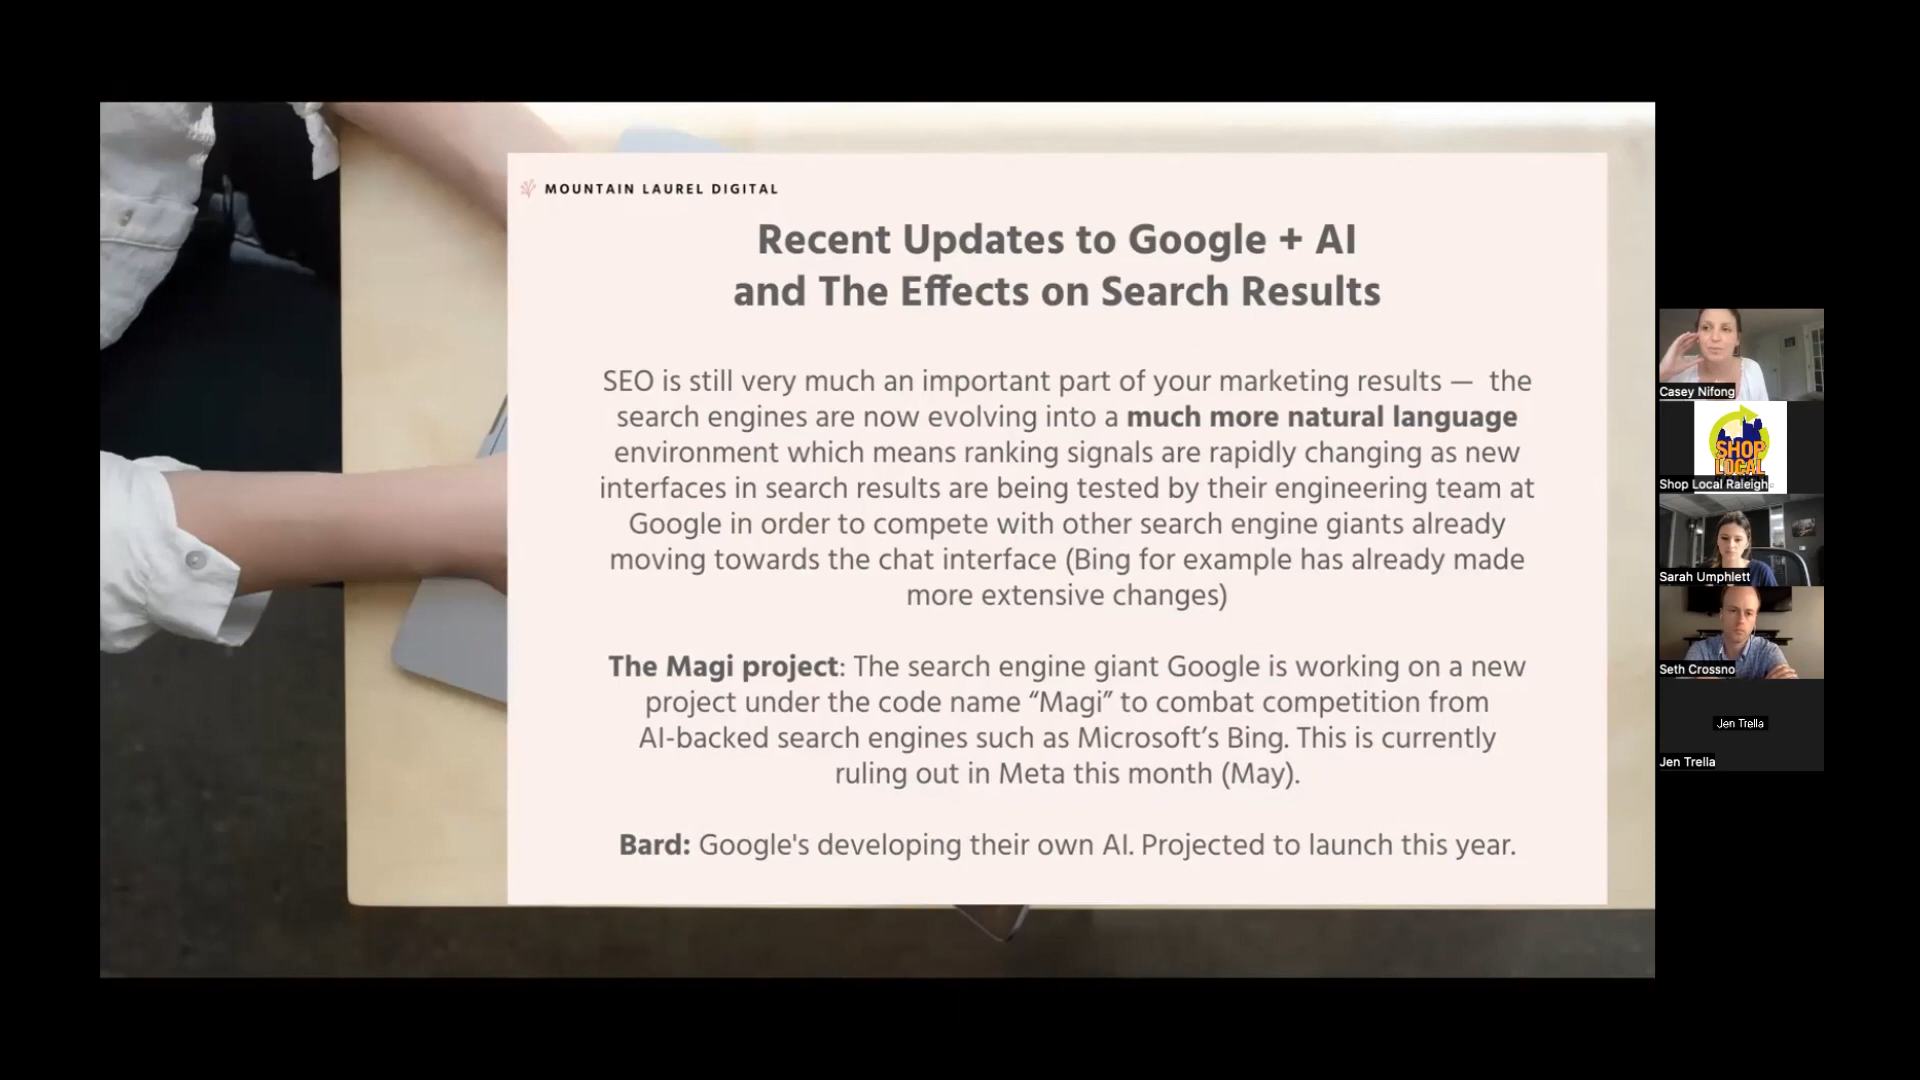 MOUNTAIN LAUREL DIGITAL
Recent Updates to Google + AI
and The Effects on Search Results
SEO is still very much an important part of your marketing results — the
search engines are now evolving into a much more natural language
environment which means ranking signals are rapidly changing as new
interfaces in search results are being tested by their engineering team at
Google in order to compete with other search engine giants already
moving towards the chat interface (Bing for example has already made
more extensive changes)
The Magi project: The search engine giant Google is working on a new
project under the code name “Magi” to combat competition from
AI-backed search engines such as Microsoft’s Bing. This is currently
ruling out in Meta this month (May).
Bard: Google's developing their own AI. Projected to launch this year.
Casey Nifong
SHOP
LOCAL
Shop Local Raleigh
Sarah Umphlett
Seth Crossno
Jen Trella
Jen Trella